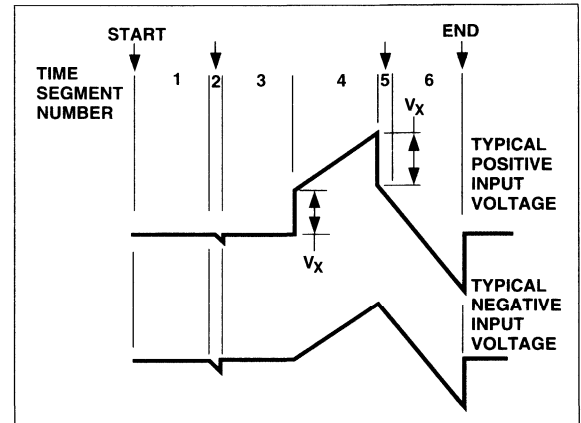 START
END
TIME
SEGMENT
NUMBER
1
2
3
4
5
6
VX
TYPICAL
POSITIVE
INPUT
VOLTAGE
VX
TYPICAL
NEGATIVE
INPUT
VOLTAGE